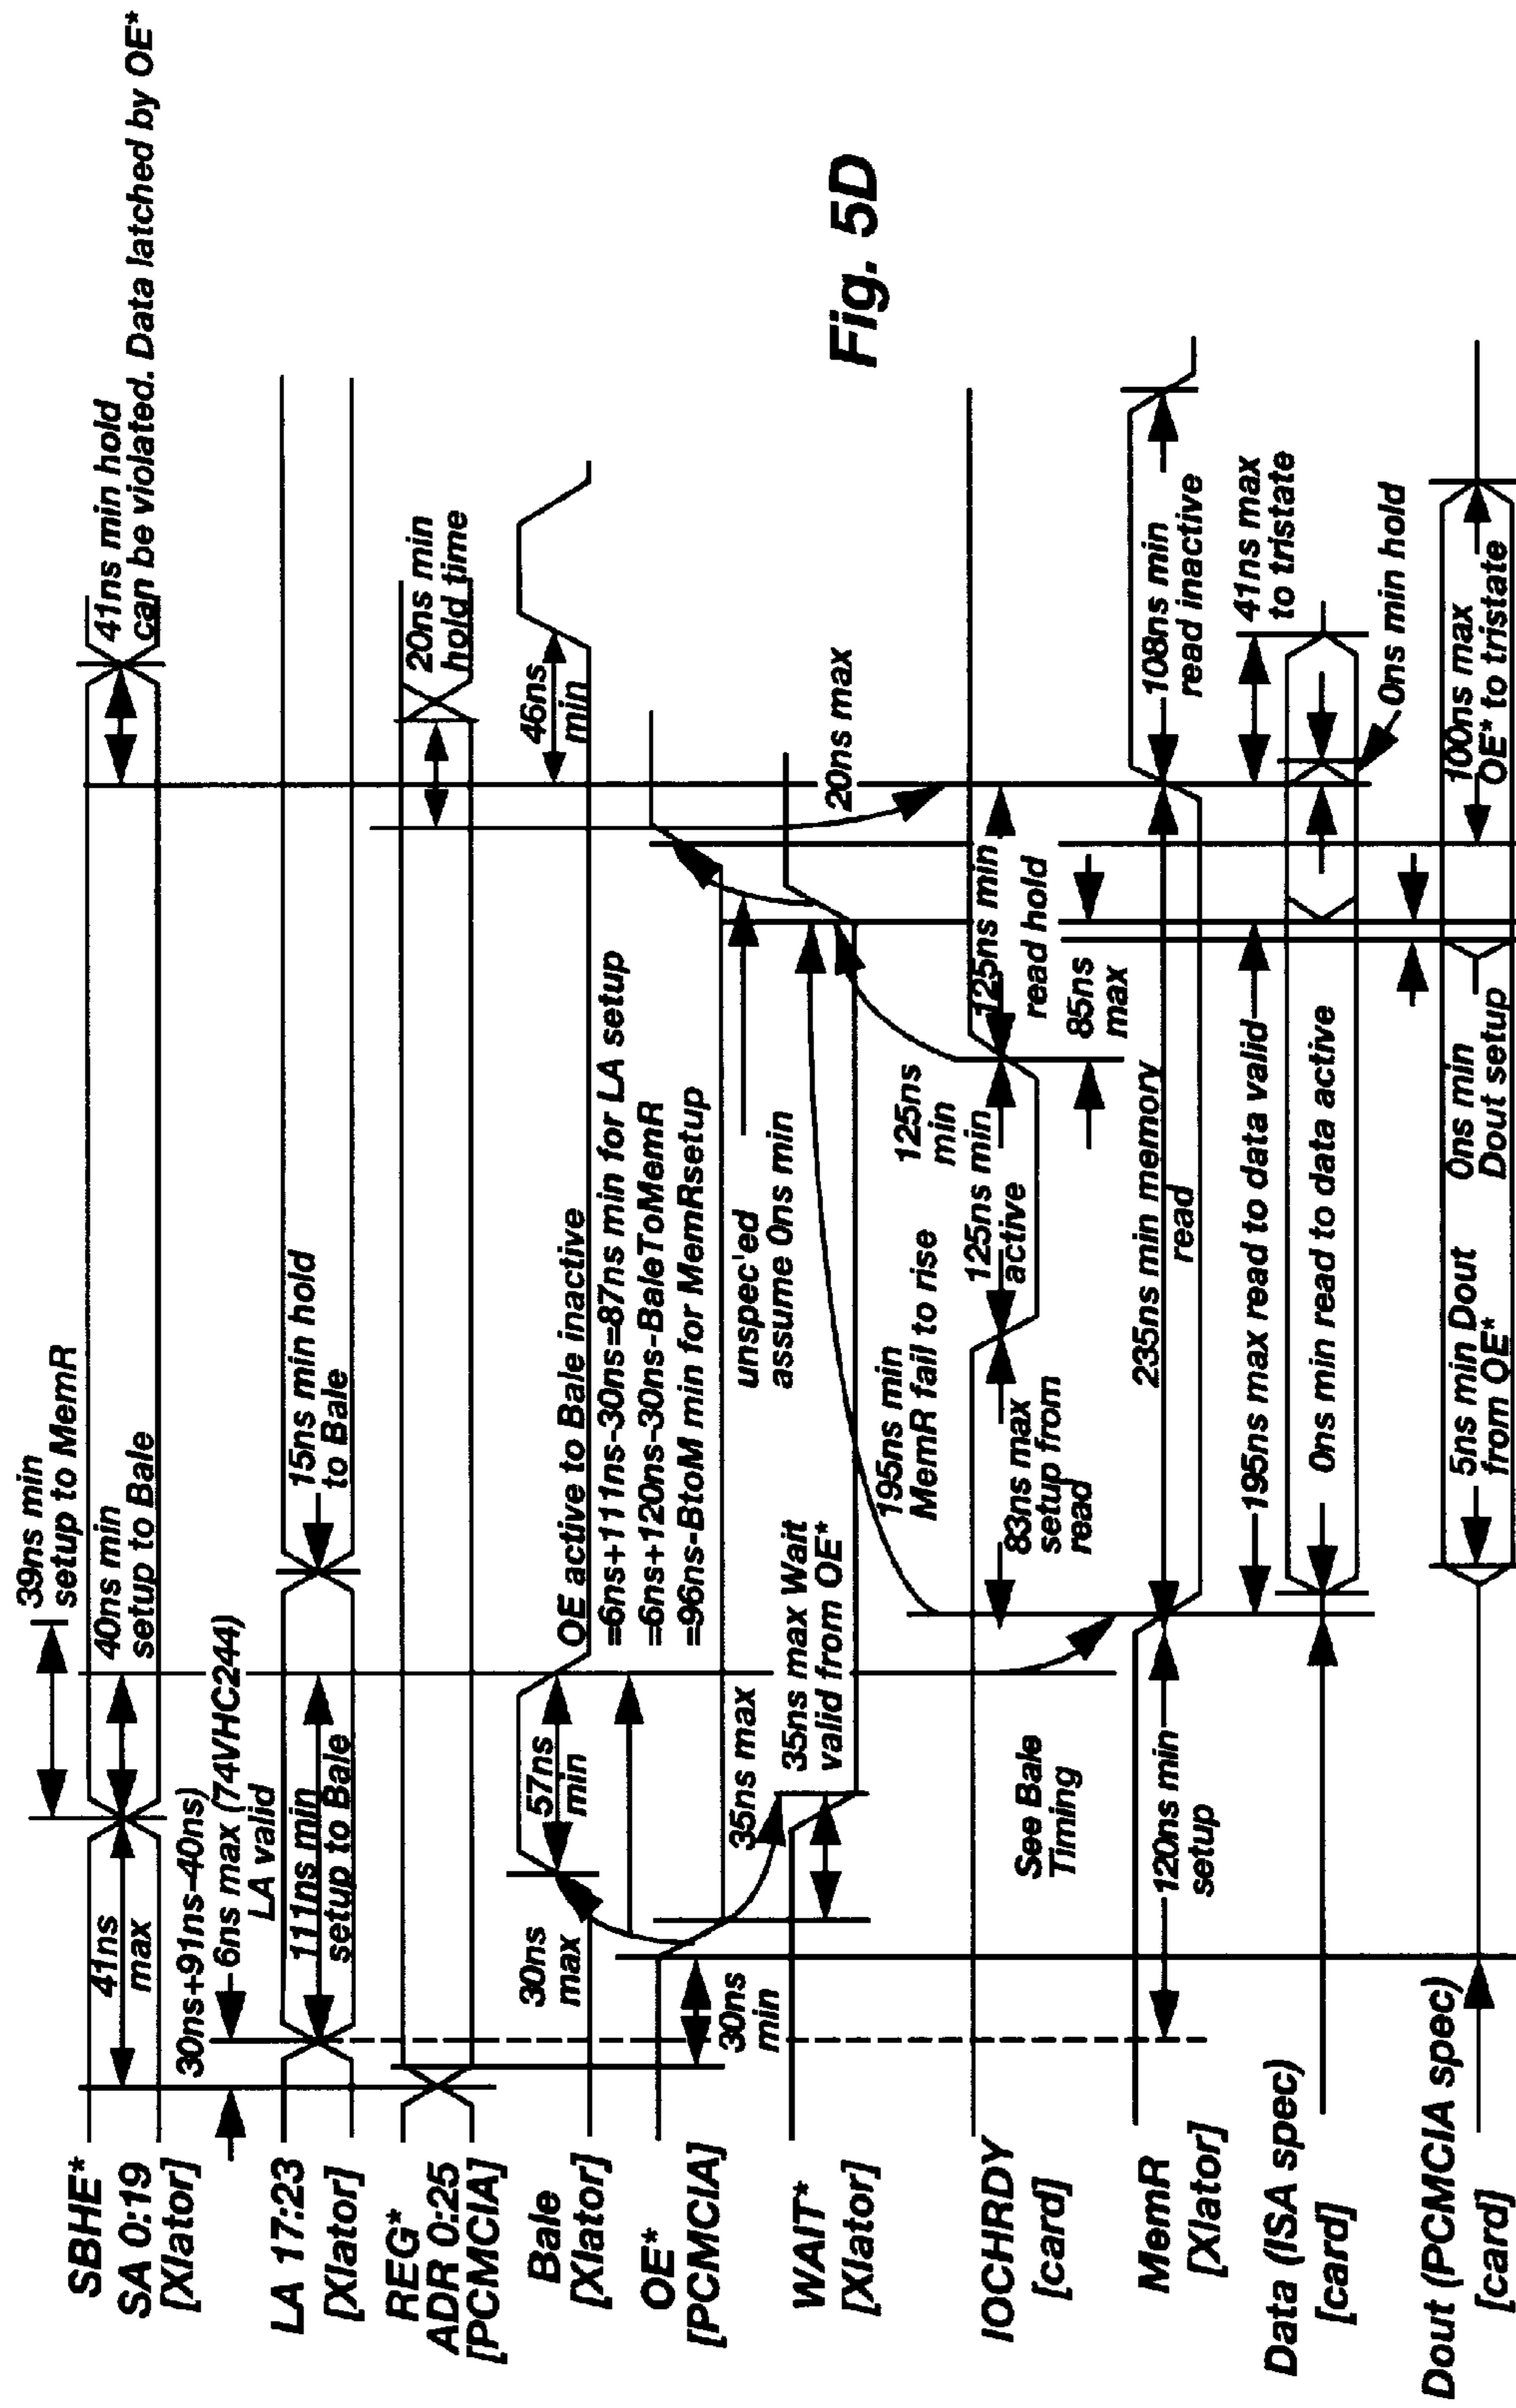 SBHE*
SA 0:19
[Xlator]
41ns
max
39ns min
setup to MemR
40ns min
setup to Bale
41ns min hold
can be violated. Data latched by OE*
30ns+91ns-40ns)
6ns max (74VHC244)
LA valid
LA 17:23
[Xlator]
111ns min
setup to Bale
15ns min hold
to Bale
REG*
ADR 0:25
[PCMCIA]
20ns min
hold time
Bale
[Xlator]
30ns
max
57ns
min
46ns
min
OE active to Bale inactive
=6ns+111ns-30ns=87ns min for LA setup
=6ns+120ns-30ns-BaleToMemR
=96ns-BtoM min for MemRsetup
OE*
[PCMCIA]
30ns
min
35ns max
unspec'ed
assume 0ns min
WAIT*
[Xlator]
35ns max Wait
valid from OE*
20ns max
Fig. 5D
195ns min
MemR fail to rise
125ns
min
IOCHRDY
[card]
See Bale
Timing
83ns max
setup from
read
125ns min
active
125ns min
read hold
85ns
max
MemR
[Xlator]
120ns min
setup
235ns min memory
read
108ns min
read inactive
Data (ISA spec)
[card]
195ns max read to data valid
0ns min read to data active
41ns max
to tristate
0ns min hold
Dout (PCMCIA spec)
[card]
5ns min Dout
from OE*
0ns min
Dout setup
100ns max
OE* to tristate